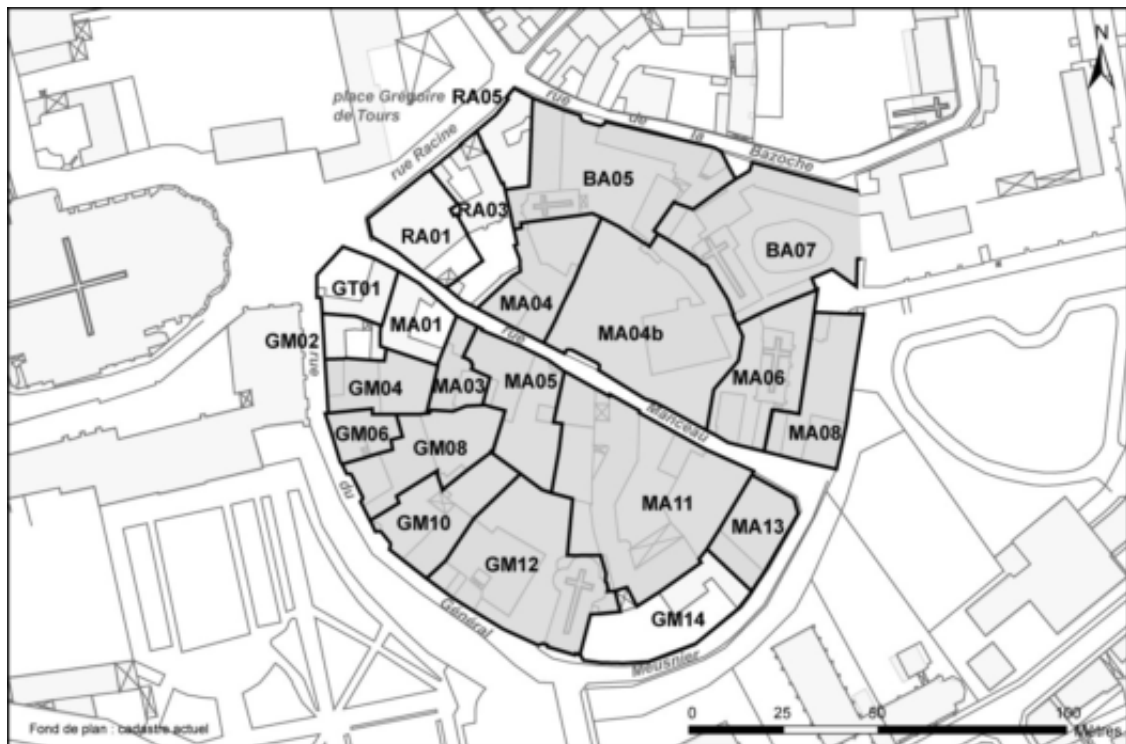 N
place Grégoire
de Tours
RA05
rue de la Bazoche
rue Racine
BA05
RA03
RA01
BA07
GT01
MA04
MA01
GM02
rue
MA04b
rue Manceau
MA05
MA06
GM04
MA03
MA08
GM06
GM08
du
MA11
GM10
MA13
GM12
Général
GM14
Meusnier
0 25 50 100
Mètres
Fond de plan : cadastre actuel